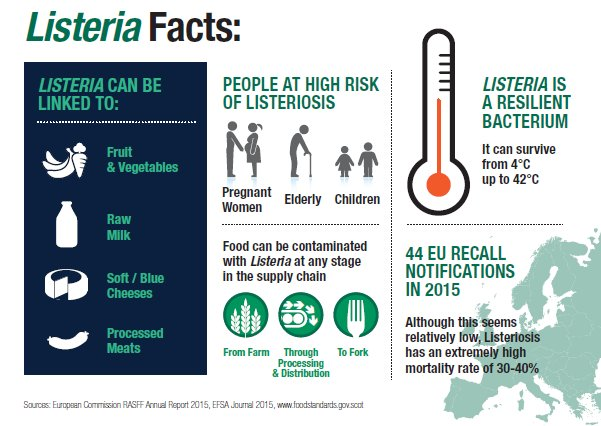 Listeria Facts:
LISTERIA CAN BE
LINKED TO:
Fruit
& Vegetables
Raw
Milk
Soft / Blue
Cheeses
Processed
Meats
PEOPLE AT HIGH RISK
OF LISTERIOSIS
Pregnant
Women
Elderly
Children
Food can be contaminated
with Listeria at any stage
in the supply chain
From Farm
Through
Processing
& Distribution
To Fork
LISTERIA IS
A RESILIENT
BACTERIUM
It can survive
from 4°C
up to 42°C
44 EU RECALL
NOTIFICATIONS
IN 2015
Although this seems
relatively low, Listeriosis
has an extremely high
mortality rate of 30-40%
Sources: European Commission RASFF Annual Report 2015, EFSA Journal 2015, www.foodstandards.gov.scot